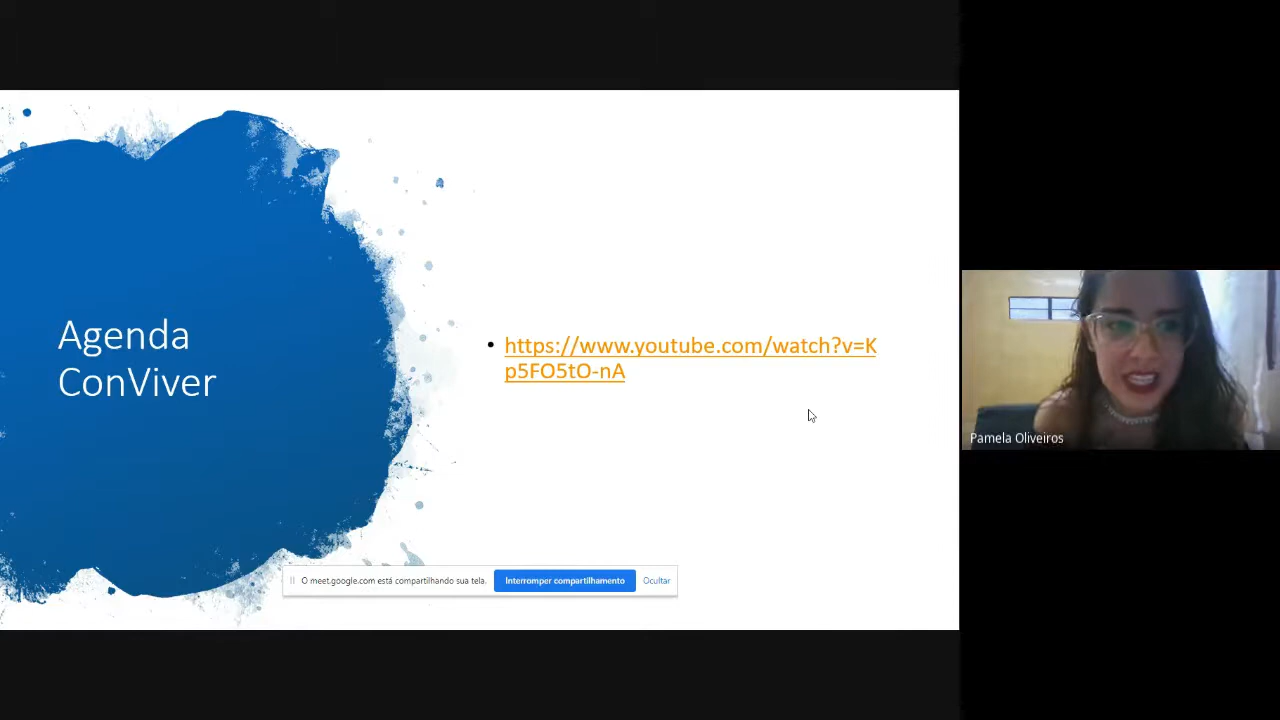 Agenda
ConViver
• https://www.youtube.com/watch?v=K
p5FO5tO-nA
Pamela Oliveiros
O meet.google.com está compartilhando sua tela.
Interromper compartilhamento
Ocultar